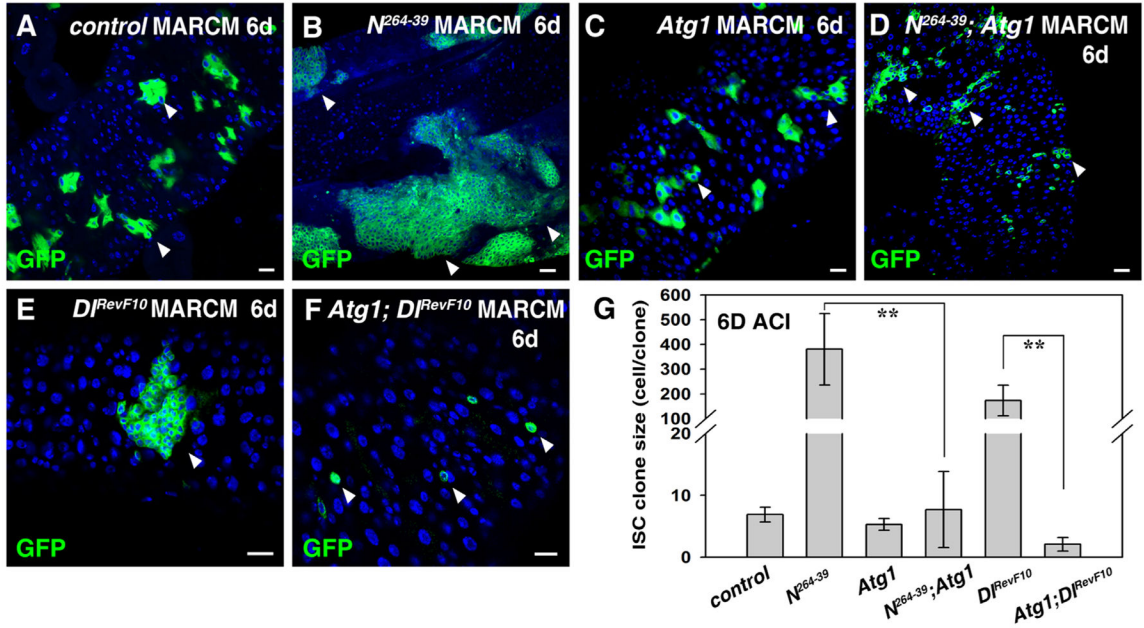 A control MARCM 6d
GFP
B N264-39 MARCM 6d
GFP
C Atg1 MARCM 6d
GFP
D N264-39; Atg1 MARCM
6d
GFP
E DlRevF10 MARCM 6d
GFP
F Atg1; DlRevF10 MARCM
6d
GFP
G
6D ACI
ISC clone size (cell/clone)
600
500
400
300
200
100
20
10
0
**
**
control
N264-39
Atg1
N264-39;Atg1
DlRevF10
Atg1;DlRevF10